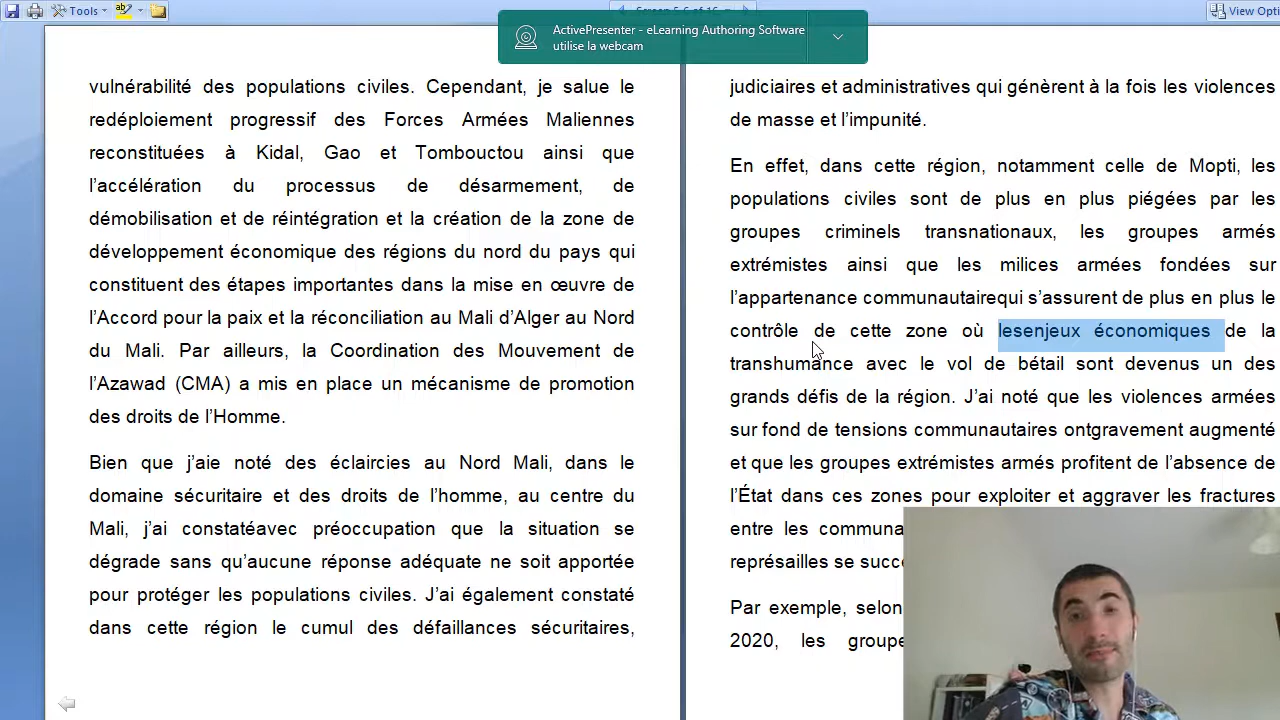 Tools
Screen 5-6 of 16
View Opti
ActivePresenter - eLearning Authoring Software
utilise la webcam
vulnérabilité des populations civiles. Cependant, je salue le
redéploiement progressif des Forces Armées Maliennes
reconstituées à Kidal, Gao et Tombouctou ainsi que
l’accélération du processus de désarmement, de
démobilisation et de réintégration et la création de la zone de
développement économique des régions du nord du pays qui
constituent des étapes importantes dans la mise en œuvre de
l’Accord pour la paix et la réconciliation au Mali d’Alger au Nord
du Mali. Par ailleurs, la Coordination des Mouvement de
l’Azawad (CMA) a mis en place un mécanisme de promotion
des droits de l’Homme.
Bien que j’aie noté des éclaircies au Nord Mali, dans le
domaine sécuritaire et des droits de l’homme, au centre du
Mali, j’ai constatéavec préoccupation que la situation se
dégrade sans qu’aucune réponse adéquate ne soit apportée
pour protéger les populations civiles. J’ai également constaté
dans cette région le cumul des défaillances sécuritaires,
judiciaires et administratives qui génèrent à la fois les violences
de masse et l’impunité.
En effet, dans cette région, notamment celle de Mopti, les
populations civiles sont de plus en plus piégées par les
groupes criminels transnationaux, les groupes armés
extrémistes ainsi que les milices armées fondées sur
l’appartenance communautairequi s’assurent de plus en plus le
contrôle de cette zone où lesenjeux économiques de la
transhumance avec le vol de bétail sont devenus un des
grands défis de la région. J’ai noté que les violences armées
sur fond de tensions communautaires ontgravement augmenté
et que les groupes extrémistes armés profitent de l’absence de
l’État dans ces zones pour exploiter et aggraver les fractures
entre les communa
représailles se succ
Par exemple, selon
2020, les groupe